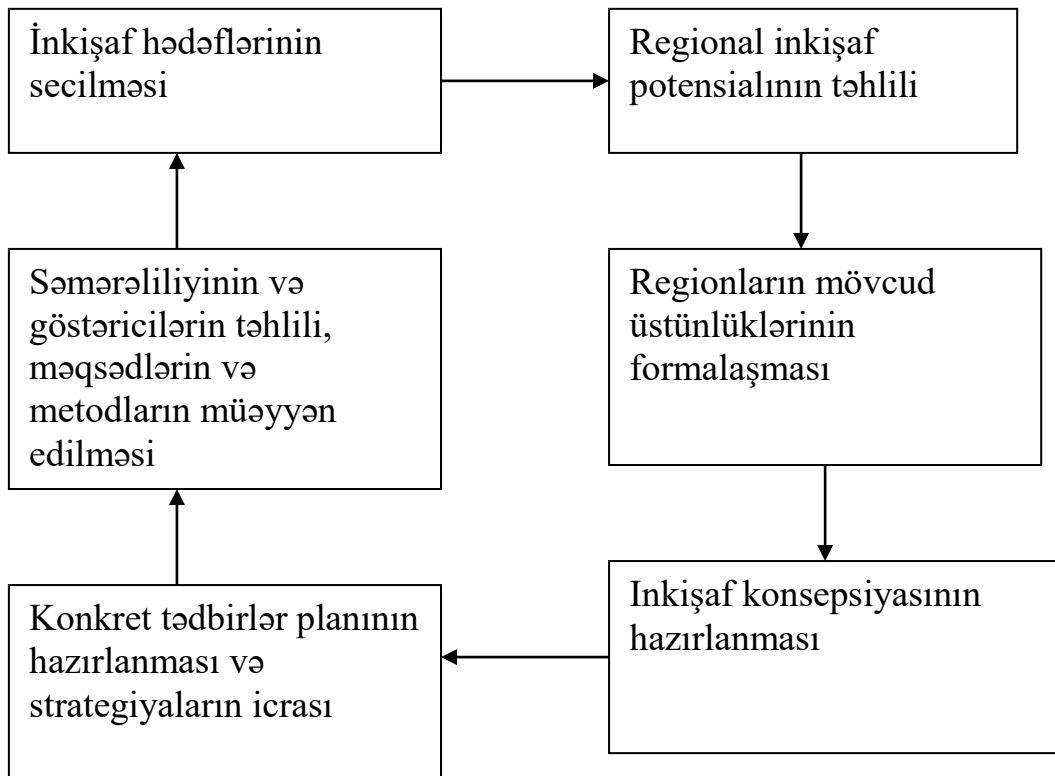 İnkişaf hədəflərinin
secilməsi
Regional inkişaf
potensialının təhlili
Regionların mövcud
üstünlüklərinin
formalaşması
Inkişaf konsepsiyasının
hazırlanması
Konkret tədbirlər planının
hazırlanması və
strategiyaların icrası
Səmərəliliyinin və
göstəricilərin təhlili,
məqsədlərin və
metodların müəyyən
edilməsi